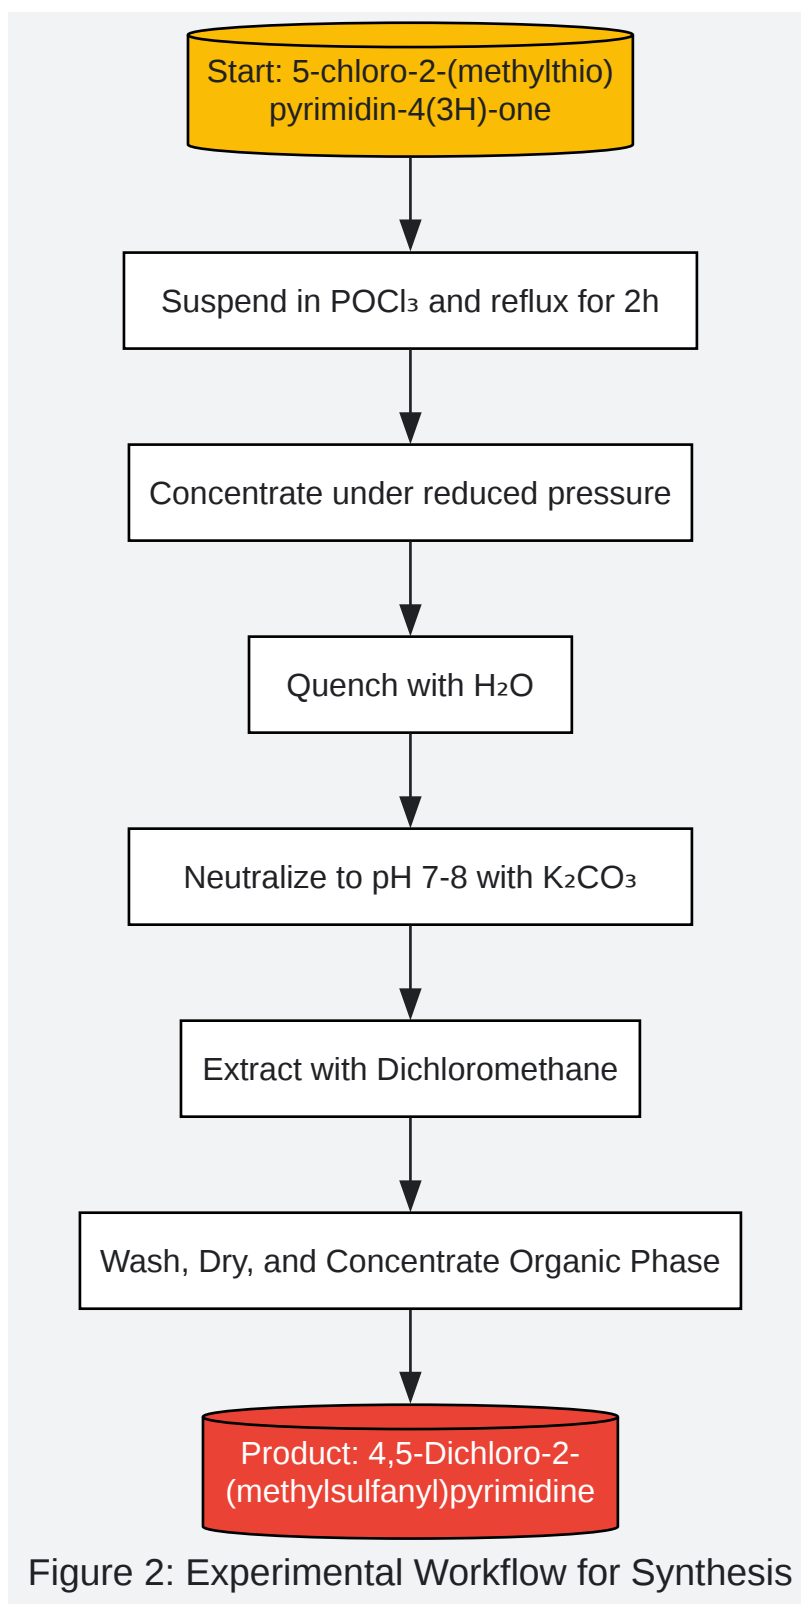 Start: 5-chloro-2-(methylthio)
pyrimidin-4(3H)-one
Suspend in POCl₃ and reflux for 2h
Concentrate under reduced pressure
Quench with H₂O
Neutralize to pH 7-8 with K₂CO₃
Extract with Dichloromethane
Wash, Dry, and Concentrate Organic Phase
Product: 4,5-Dichloro-2-
(methylsulfanyl)pyrimidine
Figure 2: Experimental Workflow for Synthesis